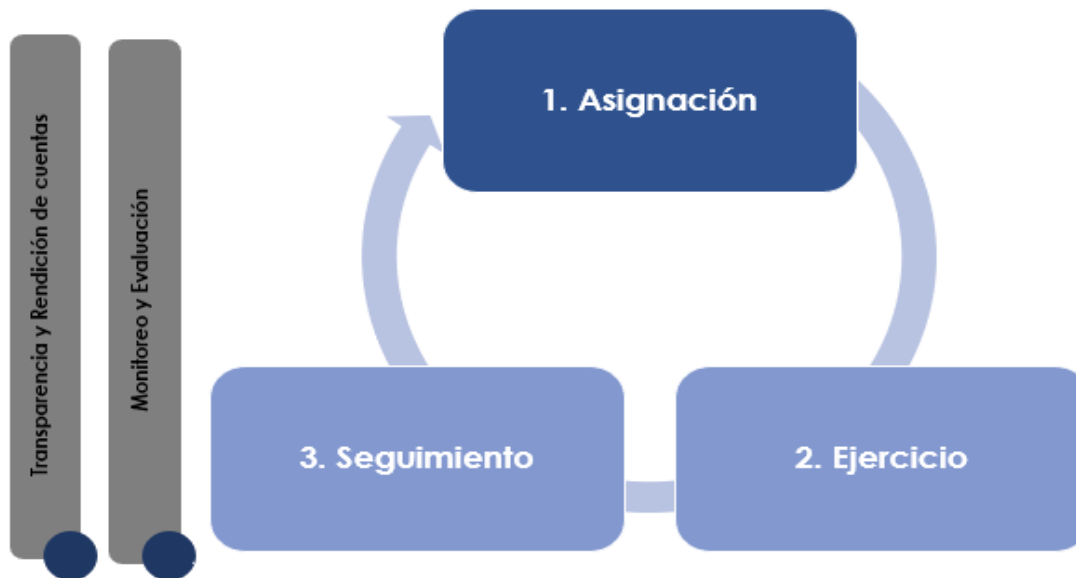 Transparencia y Rendición de cuentas
Monitoreo y Evaluación
1. Asignación
3. Seguimiento
2. Ejercicio